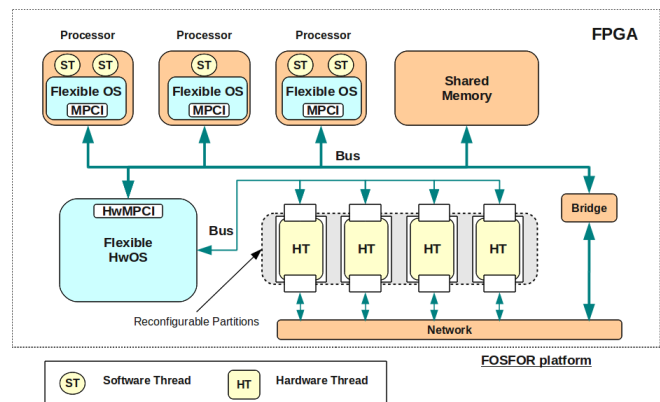 Processor
Processor
Processor
FPGA
ST
ST
ST
ST
ST
Flexible OS
Flexible OS
Flexible OS
MPCI
MPCI
MPCI
Shared
Memory
Bus
HwMPCI
Flexible
HwOS
Bus
HT
HT
HT
HT
Bridge
Reconfigurable Partitions
Network
FOSFOR platform
ST
Software Thread
HT
Hardware Thread